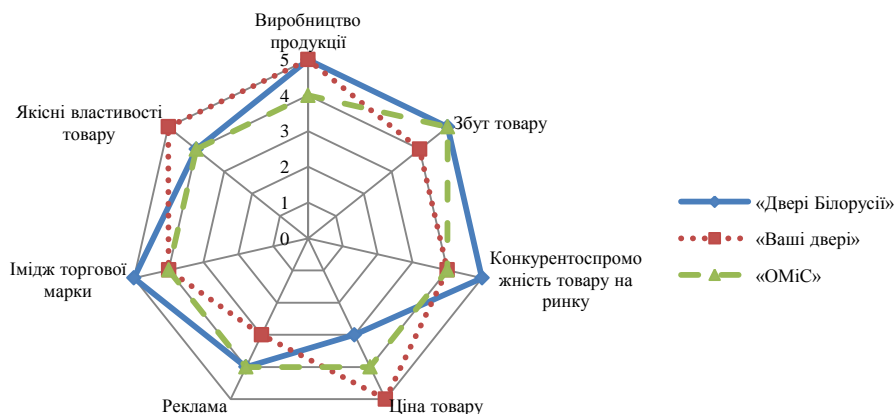 Виробництво
продукції
5
4
3
2
1
0
Збут товару
Конкурентоспромо
жність товару на
ринку
Ціна товару
Реклама
Імідж торгової
марки
Якісні властивості
товару
«Двері Білорусії»
«Ваші двері»
«ОМіС»